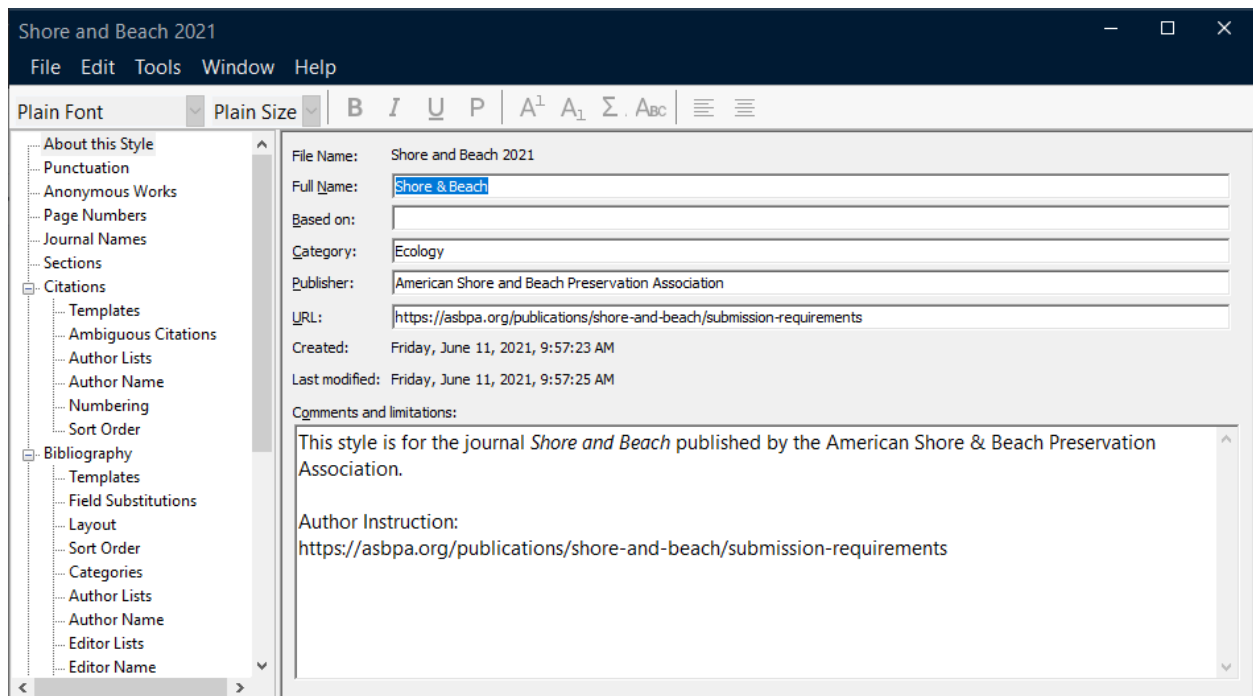 Shore and Beach 2021
File Edit Tools Window Help
Plain Font Plain Size B I U P A1 A1 Σ ABC
About this Style
Punctuation
Anonymous Works
Page Numbers
Journal Names
Sections
Citations
Templates
Ambiguous Citations
Author Lists
Author Name
Numbering
Sort Order
Bibliography
Templates
Field Substitutions
Layout
Sort Order
Categories
Author Lists
Author Name
Editor Lists
Editor Name
File Name: Shore and Beach 2021
Full Name: Shore & Beach
Based on:
Category: Ecology
Publisher: American Shore and Beach Preservation Association
URL: https://asbpa.org/publications/shore-and-beach/submission-requirements
Created: Friday, June 11, 2021, 9:57:23 AM
Last modified: Friday, June 11, 2021, 9:57:25 AM
Comments and limitations:
This style is for the journal Shore and Beach published by the American Shore & Beach Preservation
Association.
Author Instruction:
https://asbpa.org/publications/shore-and-beach/submission-requirements